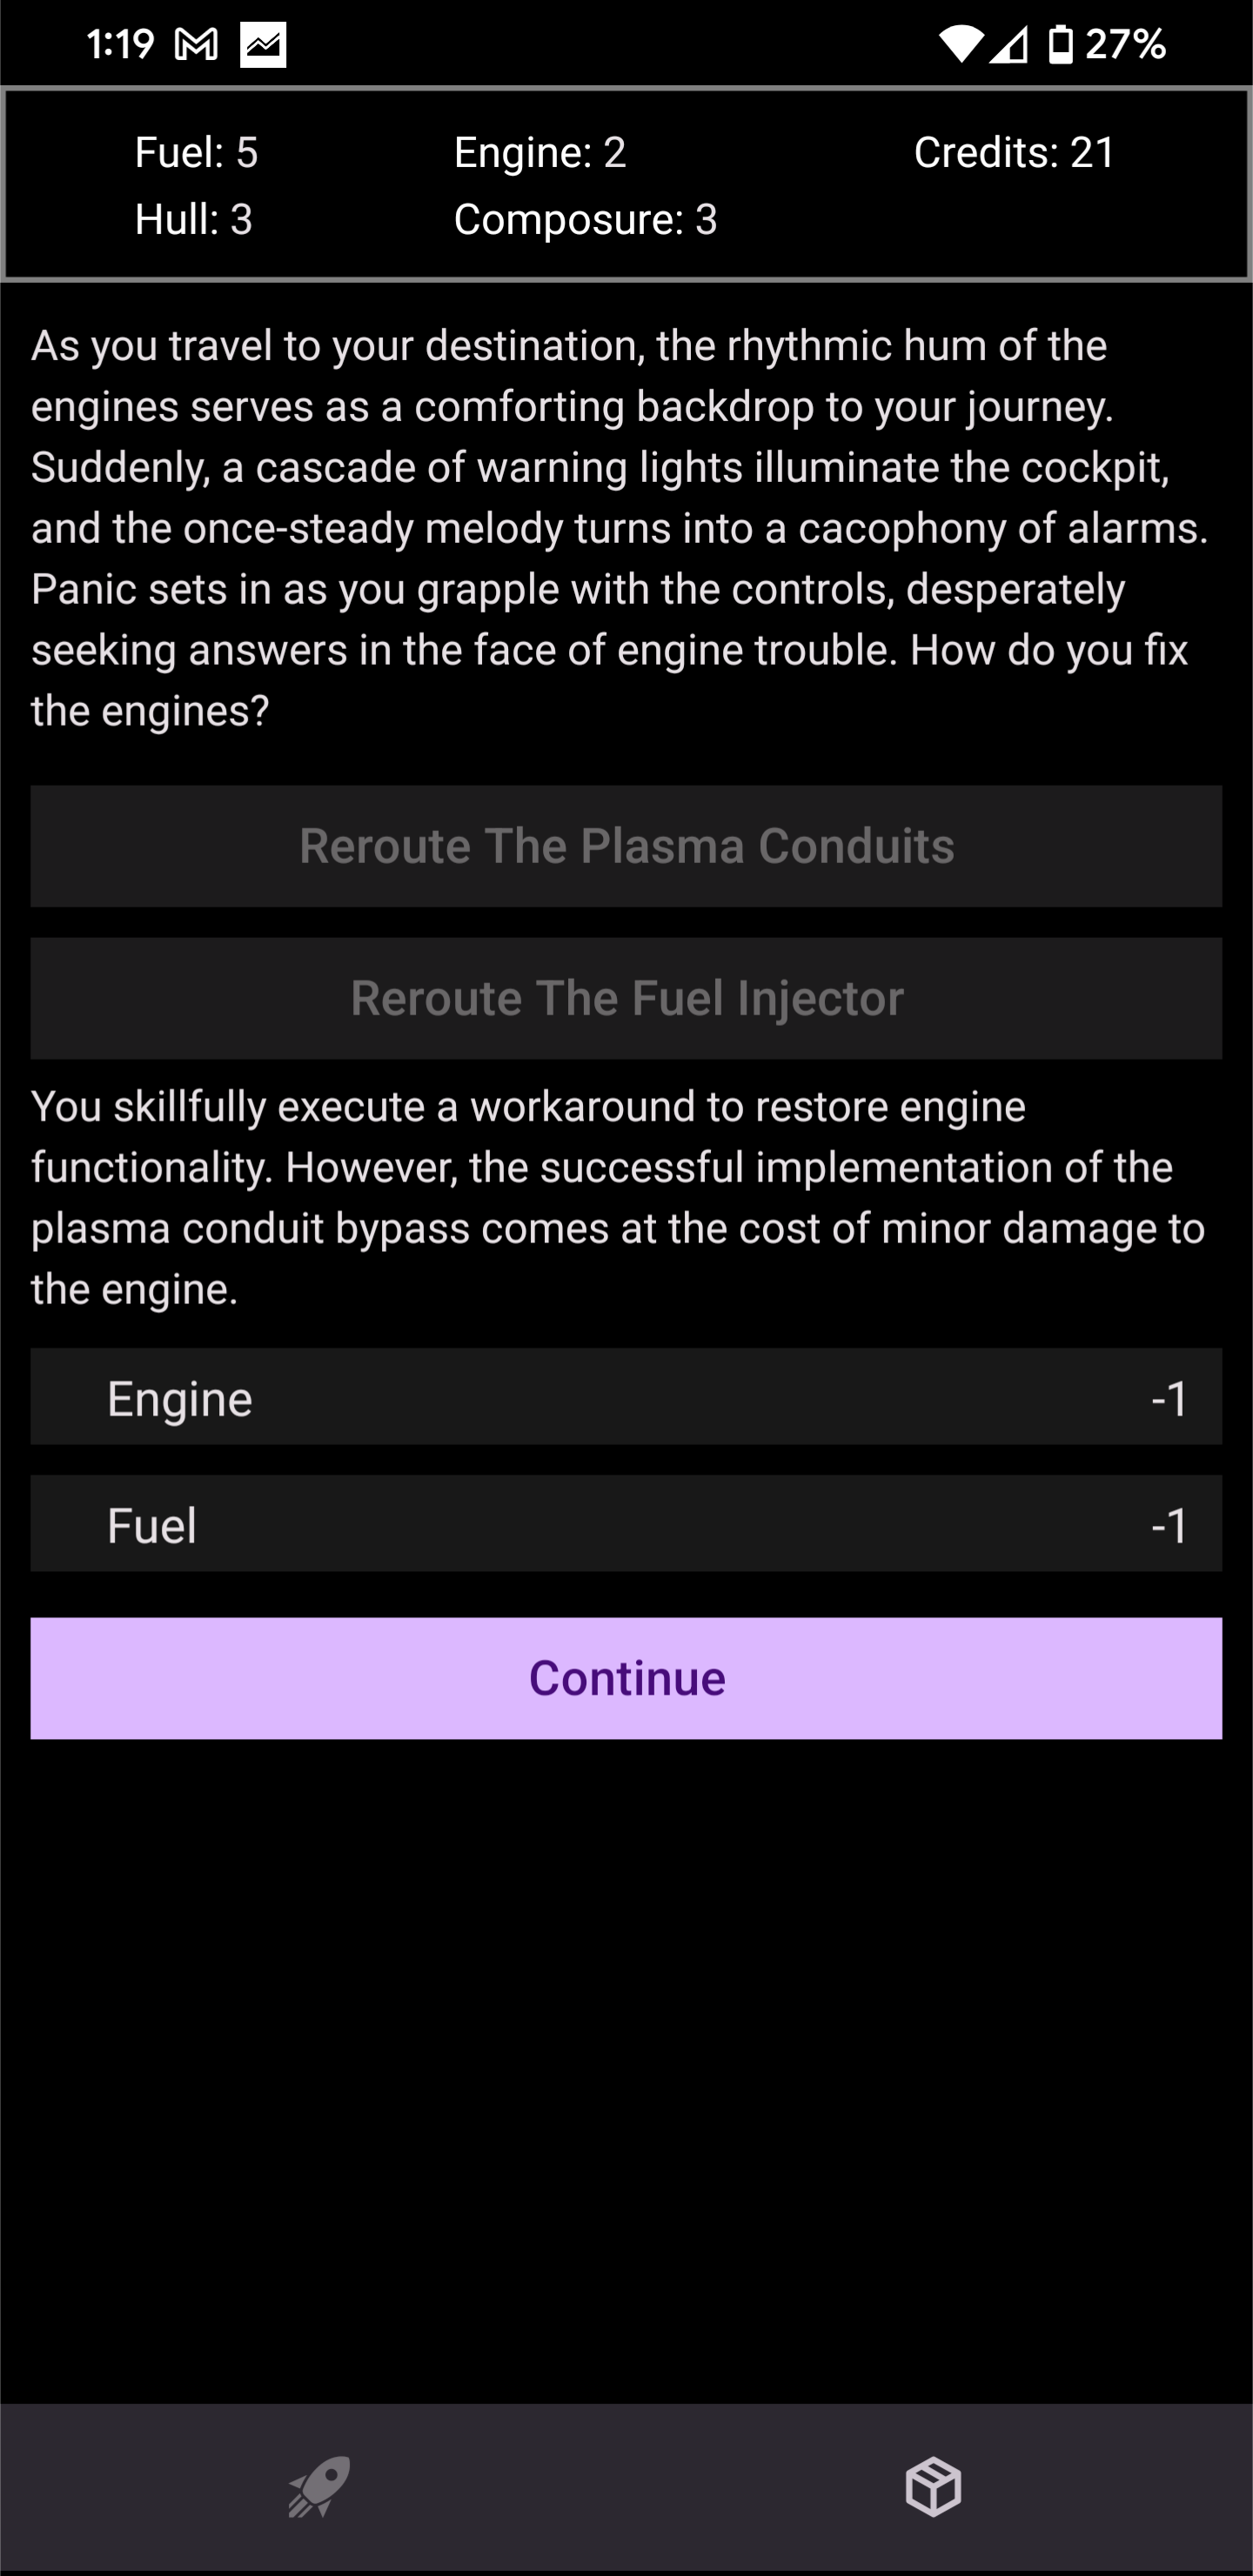 1:19 27%
Fuel: 5 Engine: 2 Credits: 21
Hull: 3 Composure: 3
As you travel to your destination, the rhythmic hum of the
engines serves as a comforting backdrop to your journey.
Suddenly, a cascade of warning lights illuminate the cockpit,
and the once-steady melody turns into a cacophony of alarms.
Panic sets in as you grapple with the controls, desperately
seeking answers in the face of engine trouble. How do you fix
the engines?
Reroute The Plasma Conduits
Reroute The Fuel Injector
You skillfully execute a workaround to restore engine
functionality. However, the successful implementation of the
plasma conduit bypass comes at the cost of minor damage to
the engine.
Engine -1
Fuel -1
Continue